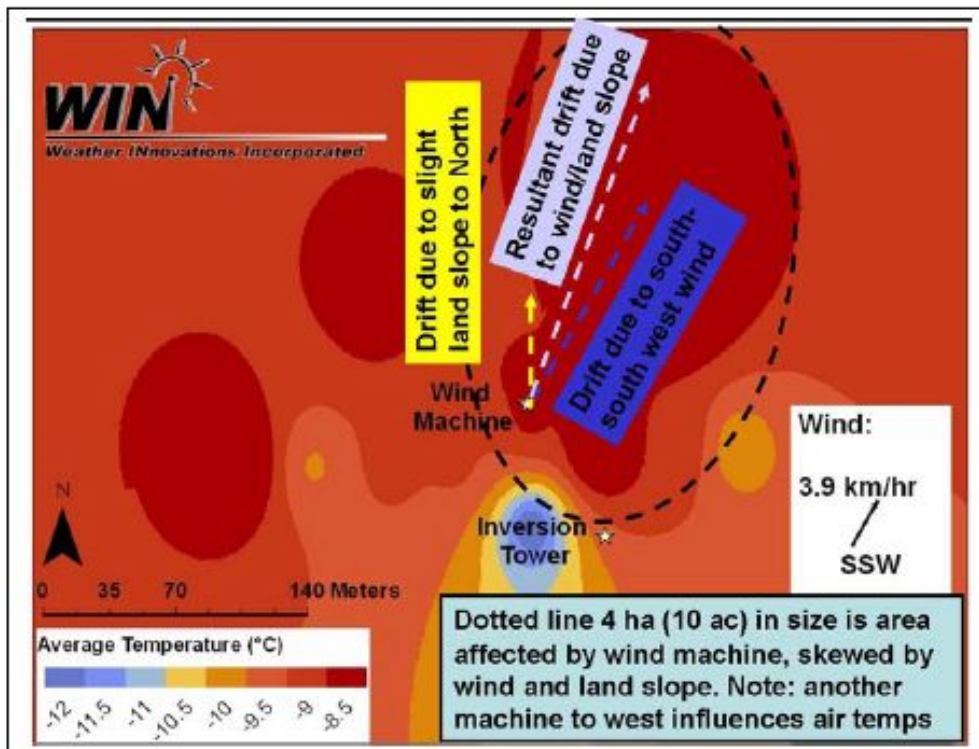 WIN
Weather INnovations Incorporated
Drift due to slight
land slope to North
Resultant drift due
to wind/land slope
Drift due to south-
south west wind
Wind
Machine
Wind:
3.9 km/hr
SSW
N
Inversion
Tower
0 35 70 140 Meters
Average Temperature (°C)
-12 -11.5 -11 -10.5 -10 -9.5 -9 -8.5
Dotted line 4 ha (10 ac) in size is area
affected by wind machine, skewed by
wind and land slope. Note: another
machine to west influences air temps